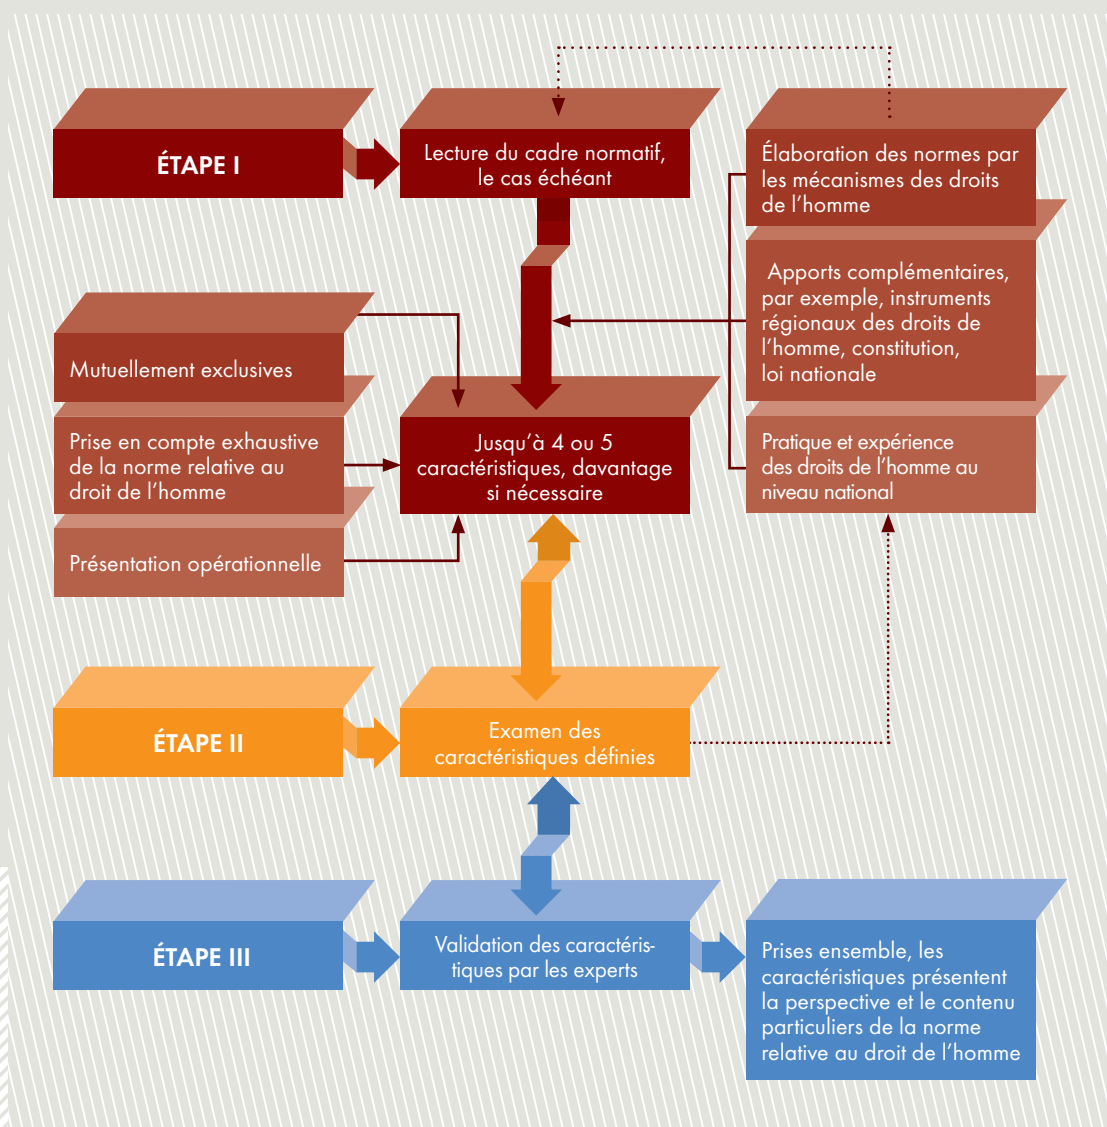 ÉTAPE I
Lecture du cadre normatif,
le cas échéant
Élaboration des normes par
les mécanismes des droits
de l’homme
Apports complémentaires,
par exemple, instruments
régionaux des droits de
l’homme, constitution,
loi nationale
Pratique et expérience
des droits de l’homme au
niveau national
Mutuellement exclusives
Prise en compte exhaustive
de la norme relative au
droit de l’homme
Présentation opérationnelle
Jusqu’à 4 ou 5
caractéristiques, davantage
si nécessaire
ÉTAPE II
Examen des
caractéristiques définies
ÉTAPE III
Validation des caractéris-
tiques par les experts
Prises ensemble, les
caractéristiques présentent
la perspective et le contenu
particuliers de la norme
relative au droit de l’homme